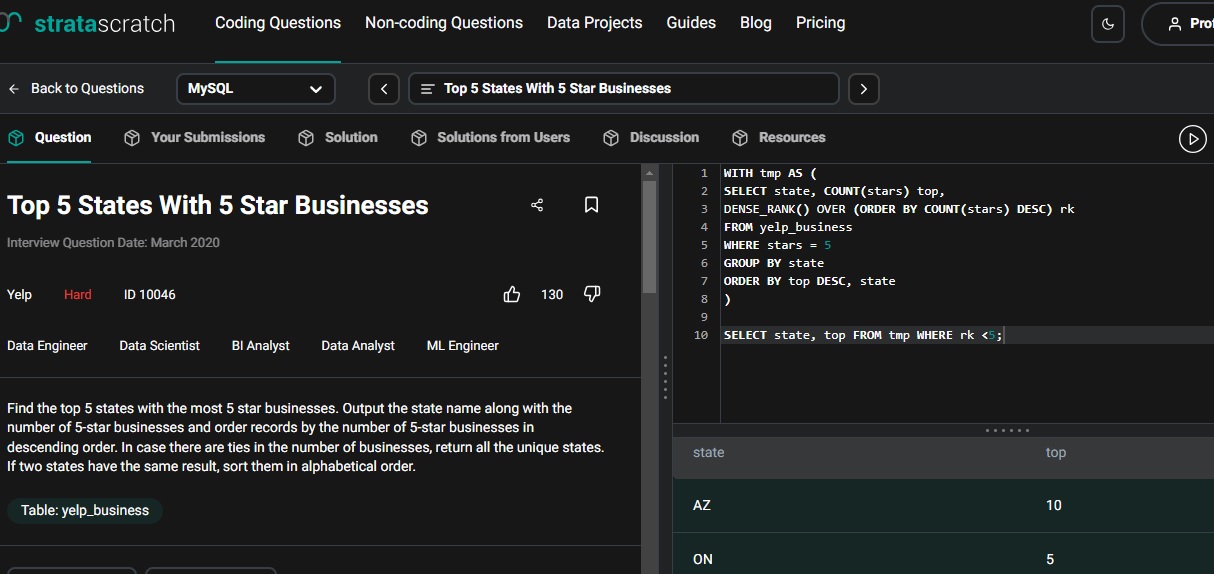 stratascratch Coding Questions Non-coding Questions Data Projects Guides Blog Pricing
Back to Questions MySQL Top 5 States With 5 Star Businesses
Question Your Submissions Solution Solutions from Users Discussion Resources
Top 5 States With 5 Star Businesses
Interview Question Date: March 2020
Yelp Hard ID 10046 130
Data Engineer Data Scientist BI Analyst Data Analyst ML Engineer
Find the top 5 states with the most 5 star businesses. Output the state name along with the
number of 5-star businesses and order records by the number of 5-star businesses in
descending order. In case there are ties in the number of businesses, return all the unique states.
If two states have the same result, sort them in alphabetical order.
Table: yelp_business
1 WITH tmp AS (
2 SELECT state, COUNT(stars) top,
3 DENSE_RANK() OVER (ORDER BY COUNT(stars) DESC) rk
4 FROM yelp_business
5 WHERE stars = 5
6 GROUP BY state
7 ORDER BY top DESC, state
8 )
9
10 SELECT state, top FROM tmp WHERE rk <5;
state top
AZ 10
ON 5